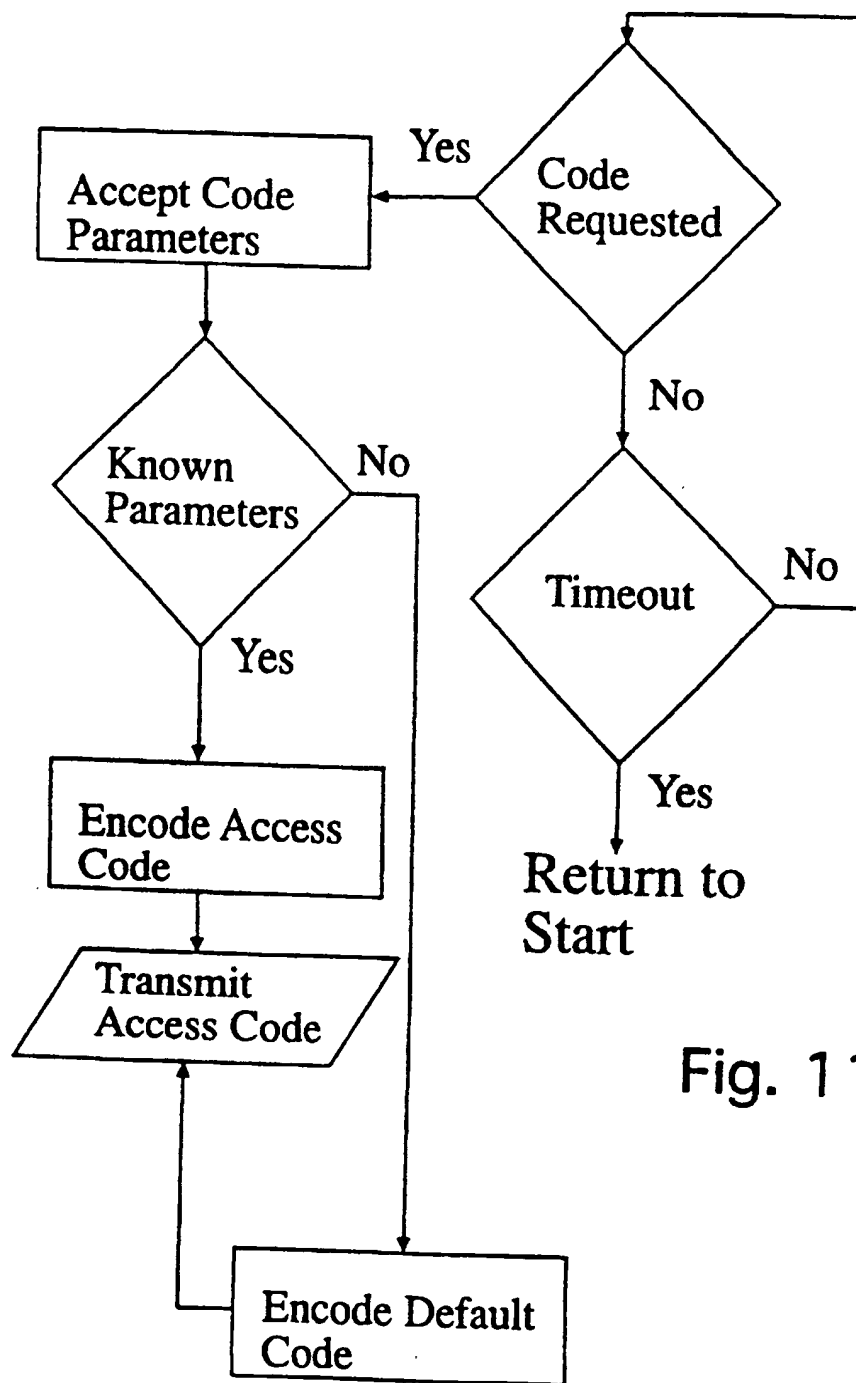 Code
Requested
Yes
Accept Code
Parameters
No
Known
Parameters
No
Yes
Timeout
No
Yes
Encode Access
Code
Return to
Start
Transmit
Access Code
Fig. 11
Encode Default
Code